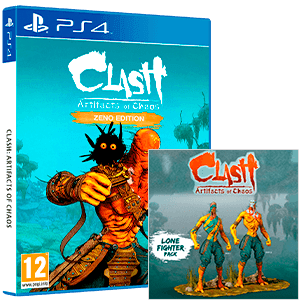 PS4
CLASH
Artifacts of Chaos
ZENO EDITION
CLASH: ARTIFACTS OF CHAOS
12
CLASH
Artifacts of Chaos
LONE
FIGHTER
PACK